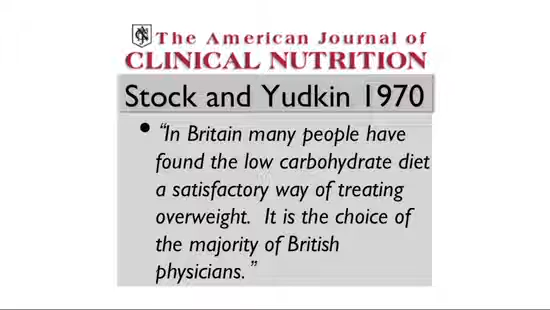 The American Journal of
CLINICAL NUTRITION
Stock and Yudkin 1970
• “In Britain many people have
found the low carbohydrate diet
a satisfactory way of treating
overweight. It is the choice of
the majority of British
physicians.”